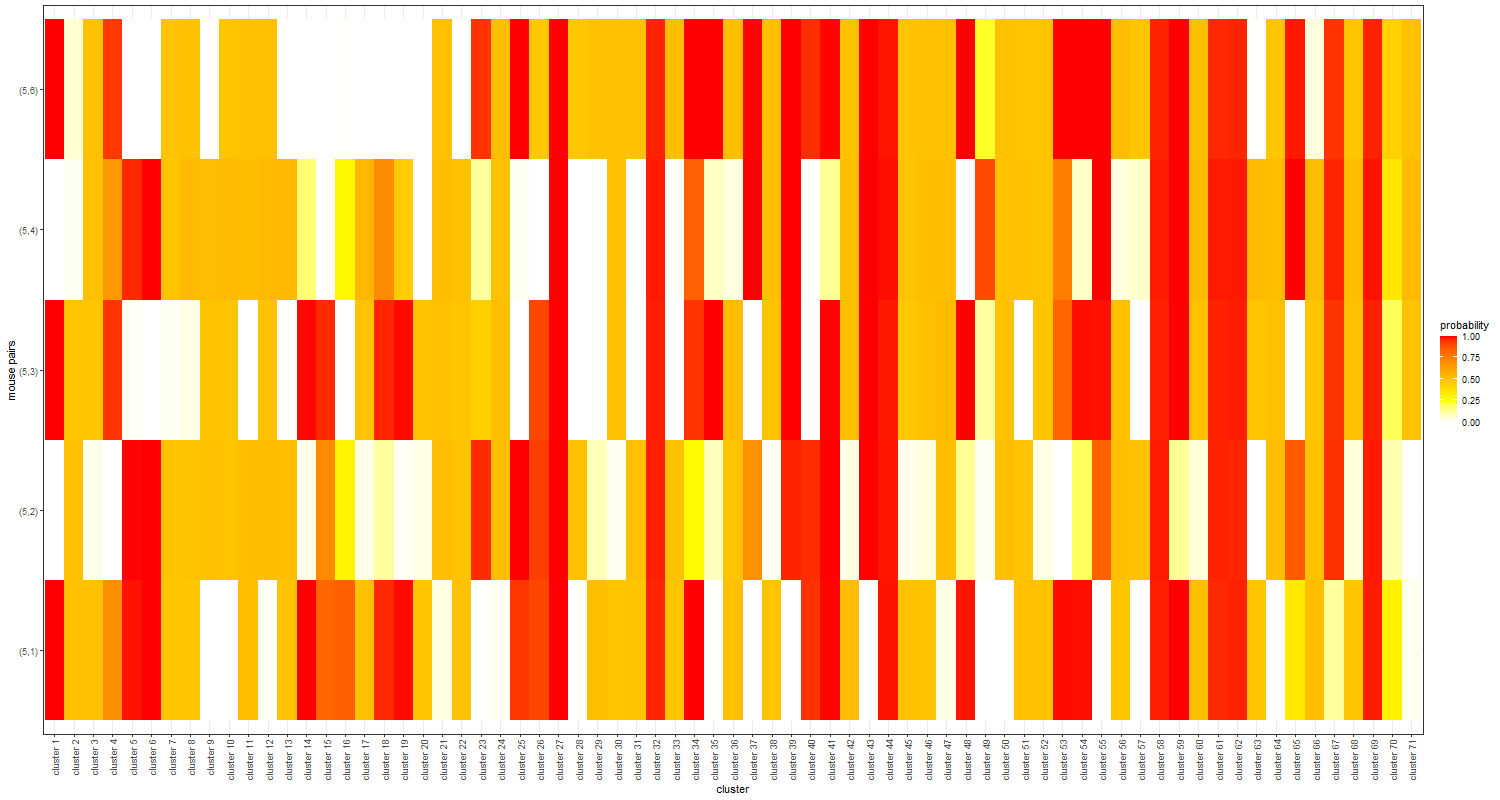 (5,6)
(5,4)
(5,3)
(5,2)
(5,1)
mouse pairs
cluster 1
cluster 2
cluster 3
cluster 4
cluster 5
cluster 6
cluster 7
cluster 8
cluster 9
cluster 10
cluster 11
cluster 12
cluster 13
cluster 14
cluster 15
cluster 16
cluster 17
cluster 18
cluster 19
cluster 20
cluster 21
cluster 22
cluster 23
cluster 24
cluster 25
cluster 26
cluster 27
cluster 28
cluster 29
cluster 30
cluster 31
cluster 32
cluster 33
cluster 34
cluster 35
cluster 36
cluster 37
cluster 38
cluster 39
cluster 40
cluster 41
cluster 42
cluster 43
cluster 44
cluster 45
cluster 46
cluster 47
cluster 48
cluster 49
cluster 50
cluster 51
cluster 52
cluster 53
cluster 54
cluster 55
cluster 56
cluster 57
cluster 58
cluster 59
cluster 60
cluster 61
cluster 62
cluster 63
cluster 64
cluster 65
cluster 66
cluster 67
cluster 68
cluster 69
cluster 70
cluster 71
cluster
probability
1.00
0.75
0.50
0.25
0.00